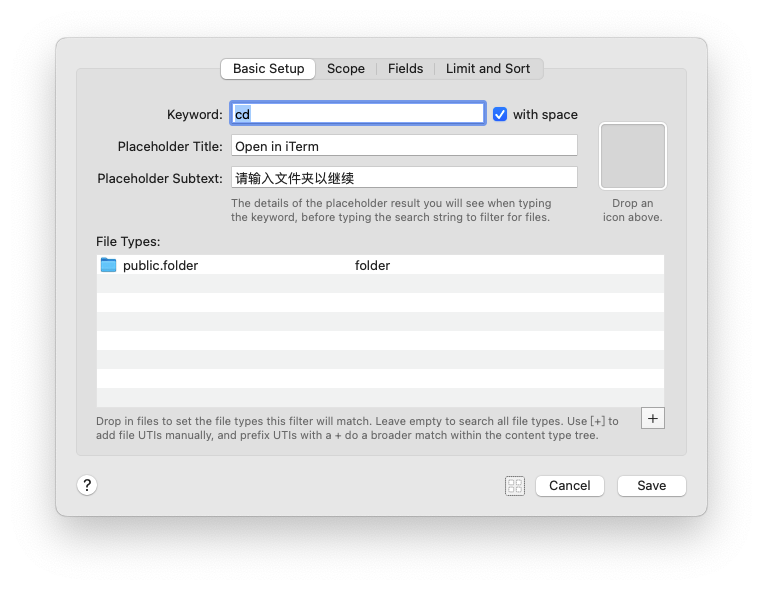 Basic Setup Scope Fields Limit and Sort
Keyword: cd with space
Placeholder Title: Open in iTerm
Placeholder Subtext: 请输入文件夹以继续
The details of the placeholder result you will see when typing
the keyword, before typing the search string to filter for files.
Drop an
icon above.
File Types:
public.folder folder
Drop in files to set the file types this filter will match. Leave empty to search all file types. Use [+] to
add file UTIs manually, and prefix UTIs with a + do a broader match within the content type tree.
+
? Cancel Save